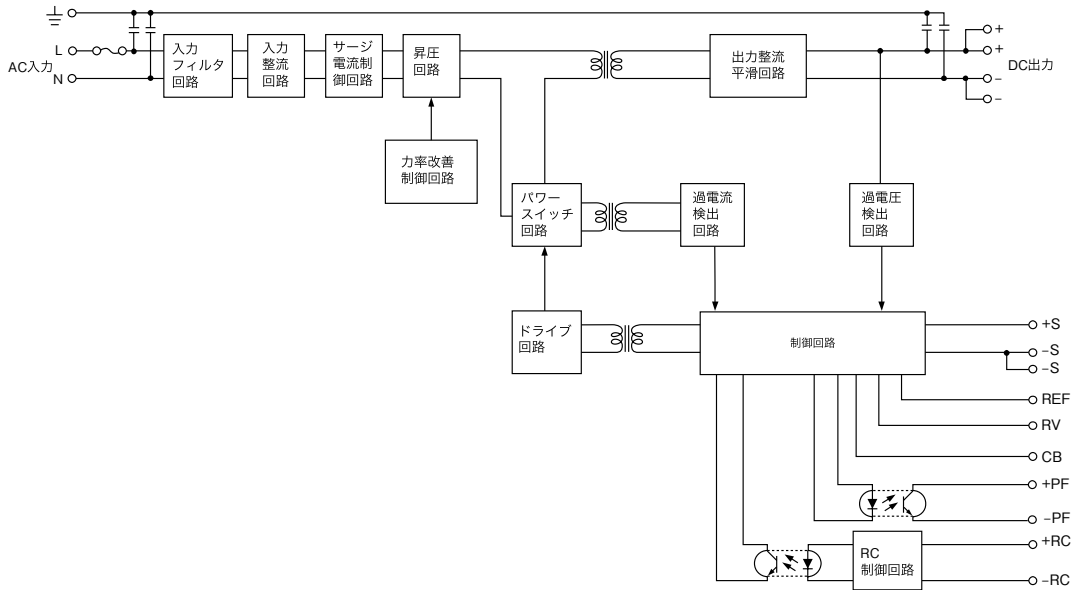 L
AC入力
N
入力
フィルタ
回路
入力
整流
回路
サージ
電流制
御回路
昇圧
回路
出力整流
平滑回路
+
+
DC出力
−
−
力率改善
制御回路
パワー
スイッチ
回路
過電流
検出
回路
過電圧
検出
回路
ドライブ
回路
制御回路
+S
−S
−S
REF
RV
CB
+PF
−PF
RC
制御回路
+RC
−RC